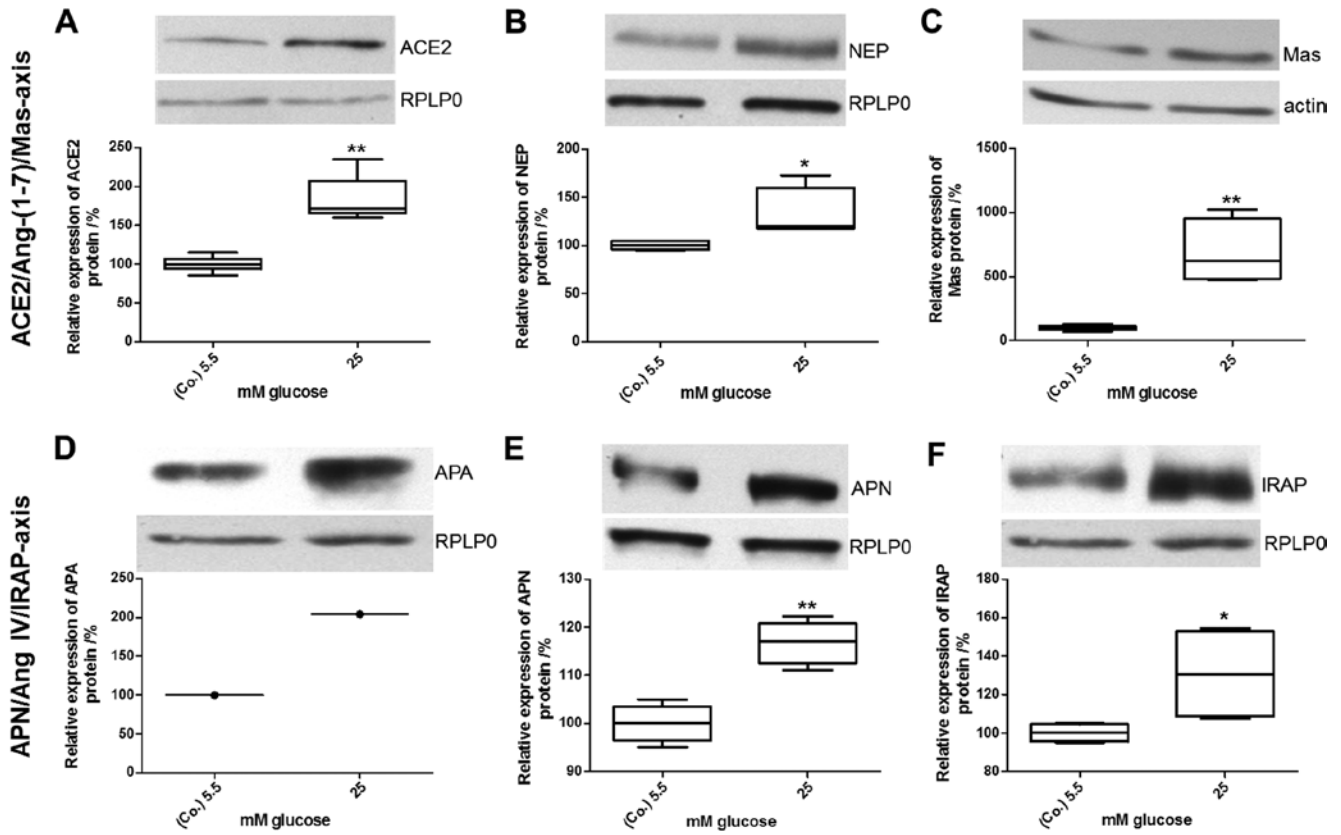 ACE2/Ang-(1-7)/Mas-axis
A
ACE2
RPLP0
Relative expression of ACE2
protein /%
250
200
150
100
50
0
**
(Co.) 5.5
25
mM glucose
B
NEP
RPLP0
Relative expression of NEP
protein /%
200
150
100
50
0
*
(Co.) 5.5
25
mM glucose
C
Mas
actin
Relative expression of
Mas protein /%
1500
1000
500
0
**
(Co.) 5.5
25
mM glucose
APN/Ang IV/IRAP-axis
D
APA
RPLP0
Relative expression of APA
protein /%
250
200
150
100
50
0
(Co.) 5.5
25
mM glucose
E
APN
RPLP0
Relative expression of APN
protein /%
130
120
110
100
90
**
(Co.) 5.5
25
mM glucose
F
IRAP
RPLP0
Relative expression of IRAP
protein /%
180
160
140
120
100
80
*
(Co.) 5.5
25
mM glucose